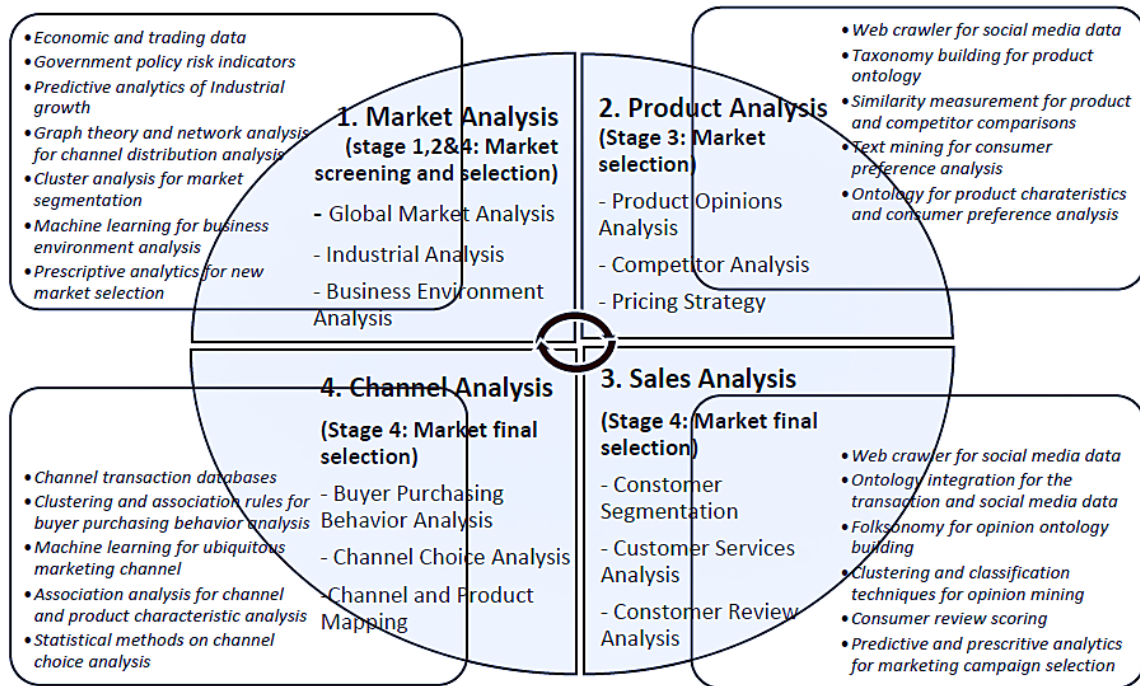 • Economic and trading data
• Government policy risk indicators
• Predictive analytics of Industrial
growth
• Graph theory and network analysis
for channel distribution analysis
• Cluster analysis for market
segmentation
• Machine learning for business
environment analysis
• Prescriptive analytics for new
market selection
1. Market Analysis
(stage 1,2&4: Market
screening and selection)
- Global Market Analysis
- Industrial Analysis
- Business Environment
Analysis
2. Product Analysis
(Stage 3: Market
selection)
- Product Opinions
Analysis
- Competitor Analysis
- Pricing Strategy
• Web crawler for social media data
• Taxonomy building for product
ontology
• Similarity measurement for product
and competitor comparisons
• Text mining for consumer
preference analysis
• Ontology for product charateristics
and consumer preference analysis
• Channel transaction databases
• Clustering and association rules for
buyer purchasing behavior analysis
• Machine learning for ubiquitous
marketing channel
• Association analysis for channel
and product characteristic analysis
• Statistical methods on channel
choice analysis
4. Channel Analysis
(Stage 4: Market final
selection)
- Buyer Purchasing
Behavior Analysis
- Channel Choice Analysis
-Channel and Product
Mapping
3. Sales Analysis
(Stage 4: Market final
selection)
- Constomer
Segmentation
- Customer Services
Analysis
- Constomer Review
Analysis
• Web crawler for social media data
• Ontology integration for the
transaction and social media data
• Folksonomy for opinion ontology
building
• Clustering and classification
techniques for opinion mining
• Consumer review scoring
• Predictive and prescritive analytics
for marketing campaign selection